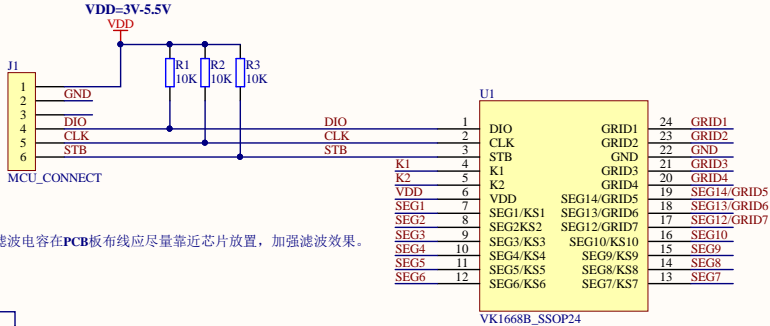 VDD=3V-5.5V
VDD
J1
R1 R2 R3
10K 10K 10K
1
2 GND
3
4 DIO DIO
5 CLK CLK
6 STB STB
MCU_CONNECT
U1
1 DIO GRID1 24 GRID1
2 CLK GRID2 23 GRID2
3 STB GND 22 GND
K1 4 K1 GRID3 21 GRID3
K2 5 K2 GRID4 20 GRID4
VDD 6 VDD SEG14/GRID5 19 SEG14/GRID5
SEG1 7 SEG1/KS1 SEG13/GRID6 18 SEG13/GRID6
SEG2 8 SEG2KS2 SEG12/GRID7 17 SEG12/GRID7
SEG3 9 SEG3/KS3 SEG10/KS10 16 SEG10
SEG4 10 SEG4/KS4 SEG9/KS9 15 SEG9
SEG5 11 SEG5/KS5 SEG8/KS8 14 SEG8
SEG6 12 SEG6/KS6 SEG7/KS7 13 SEG7
VK1668B_SSOP24
滤波电容在PCB板布线应尽量靠近芯片放置，加强滤波效果。